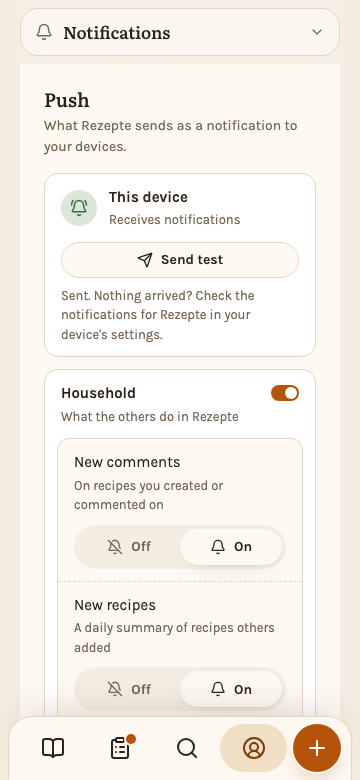 Notifications
Push
What Rezepte sends as a notification to
your devices.
This device
Receives notifications
Send test
Sent. Nothing arrived? Check the
notifications for Rezepte in your
device's settings.
Household
What the others do in Rezepte
New comments
On recipes you created or
commented on
Off On
New recipes
A daily summary of recipes others
added
Off On